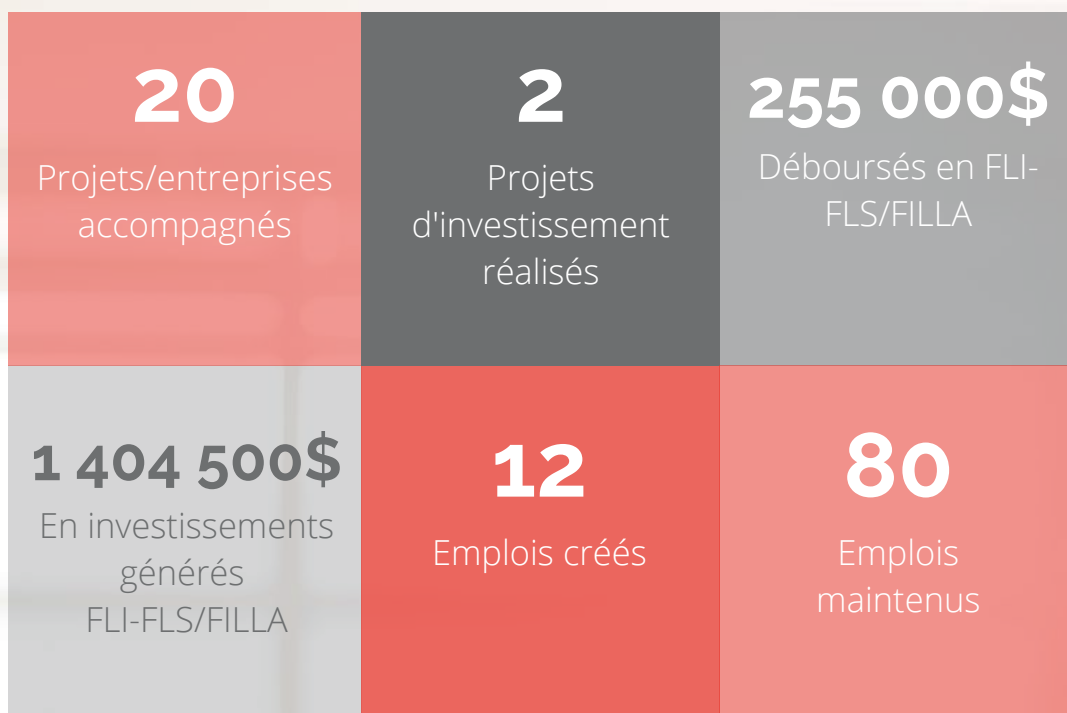 20
Projets/entreprises
accompagnés
2
Projets
d'investissement
réalisés
255 000$
Déboursés en FLI-
FLS/FILLA
1 404 500$
En investissements
générés
FLI-FLS/FILLA
12
Emplois créés
80
Emplois
maintenus